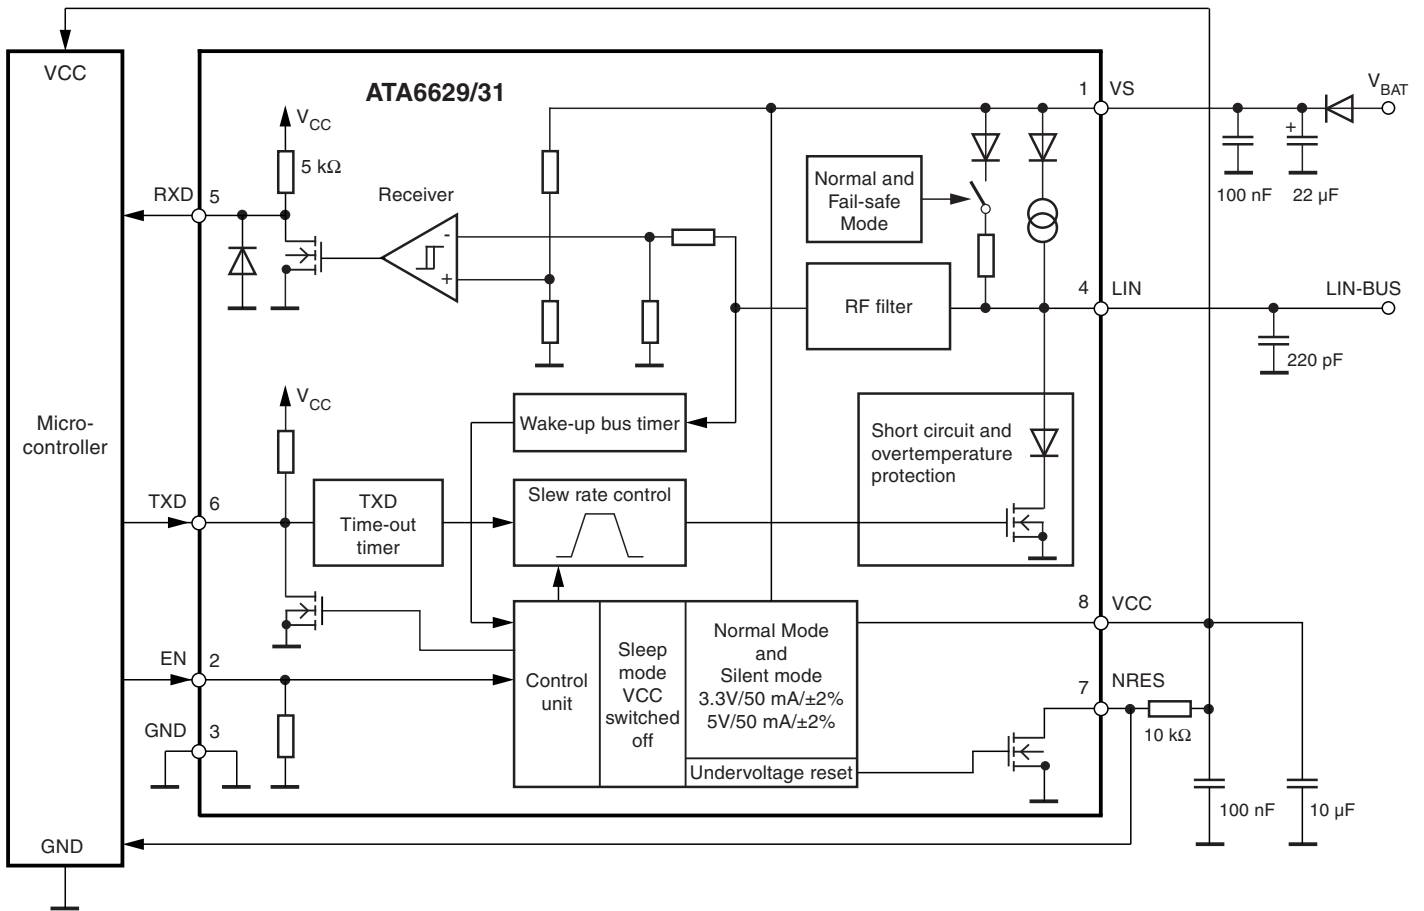 VCC
ATA6629/31
1
VS
VBAT
VCC
5 kΩ
Receiver
Normal and
Fail-safe
Mode
100 nF
22 µF
RXD
5
-
+
+
4
LIN
LIN-BUS
RF filter
220 pF
VCC
Micro-
controller
Wake-up bus timer
Short circuit and
overtemperature
protection
TXD
6
TXD
Time-out
timer
Slew rate control
8
VCC
EN
2
Control
unit
Sleep
mode
VCC
switched
off
Normal Mode
and
Silent mode
3.3V/50 mA/±2%
5V/50 mA/±2%
Undervoltage reset
7
NRES
10 kΩ
GND
3
100 nF
10 µF
GND